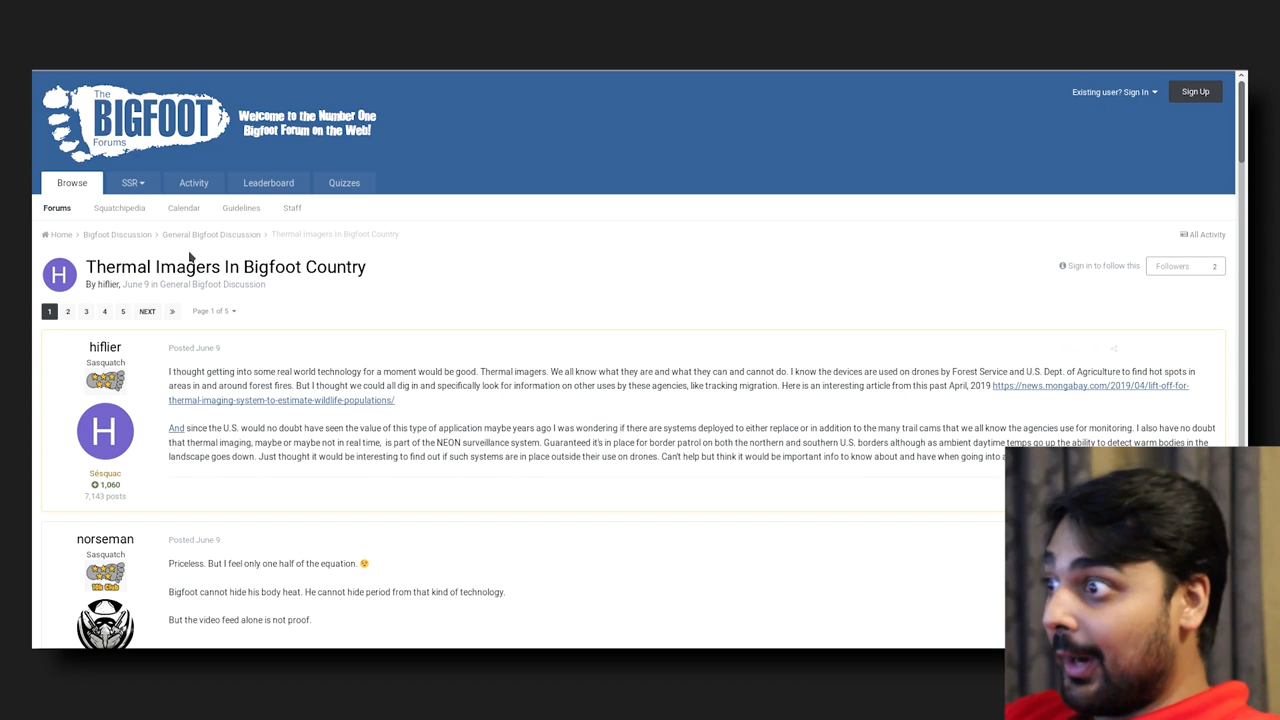 The
BIGFOOT
Forums
Welcome to the Number One
Bigfoot Forum on the Web!
Existing user? Sign In
Sign Up
Browse
SSR
Activity
Leaderboard
Quizzes
Forums
Squatchipedia
Calendar
Guidelines
Staff
Home > Bigfoot Discussion > General Bigfoot Discussion > Thermal Imagers In Bigfoot Country
All Activity
H
Thermal Imagers In Bigfoot Country
By hiflier, June 9 in General Bigfoot Discussion
Sign in to follow this
Followers 2
1 2 3 4 5 NEXT » Page 1 of 5
hiflier
Sasquatch
H
Sésquac
1,060
7,143 posts
Posted June 9
I thought getting into some real world technology for a moment would be good. Thermal imagers. We all know what they are and what they can and cannot do. I know the devices are used on drones by Forest Service and U.S. Dept. of Agriculture to find hot spots in
areas in and around forest fires. But I thought we could all dig in and specifically look for information on other uses by these agencies, like tracking migration. Here is an interesting article from this past April, 2019 https://news.mongabay.com/2019/04/lift-off-for-
thermal-imaging-system-to-estimate-wildlife-populations/
And since the U.S. would no doubt have seen the value of this type of application maybe years ago I was wondering if there are systems deployed to either replace or in addition to the many trail cams that we all know the agencies use for monitoring. I also have no doubt
that thermal imaging, maybe or maybe not in real time, is part of the NEON surveillance system. Guaranteed it's in place for border patrol on both the northern and southern U.S. borders although as ambient daytime temps go up the ability to detect warm bodies in the
landscape goes down. Just thought it would be interesting to find out if such systems are in place outside their use on drones. Can't help but think it would be important info to know about and have when going into a
norseman
Sasquatch
Posted June 9
Priceless. But I feel only one half of the equation. 😏
Bigfoot cannot hide his body heat. He cannot hide period from that kind of technology.
But the video feed alone is not proof.